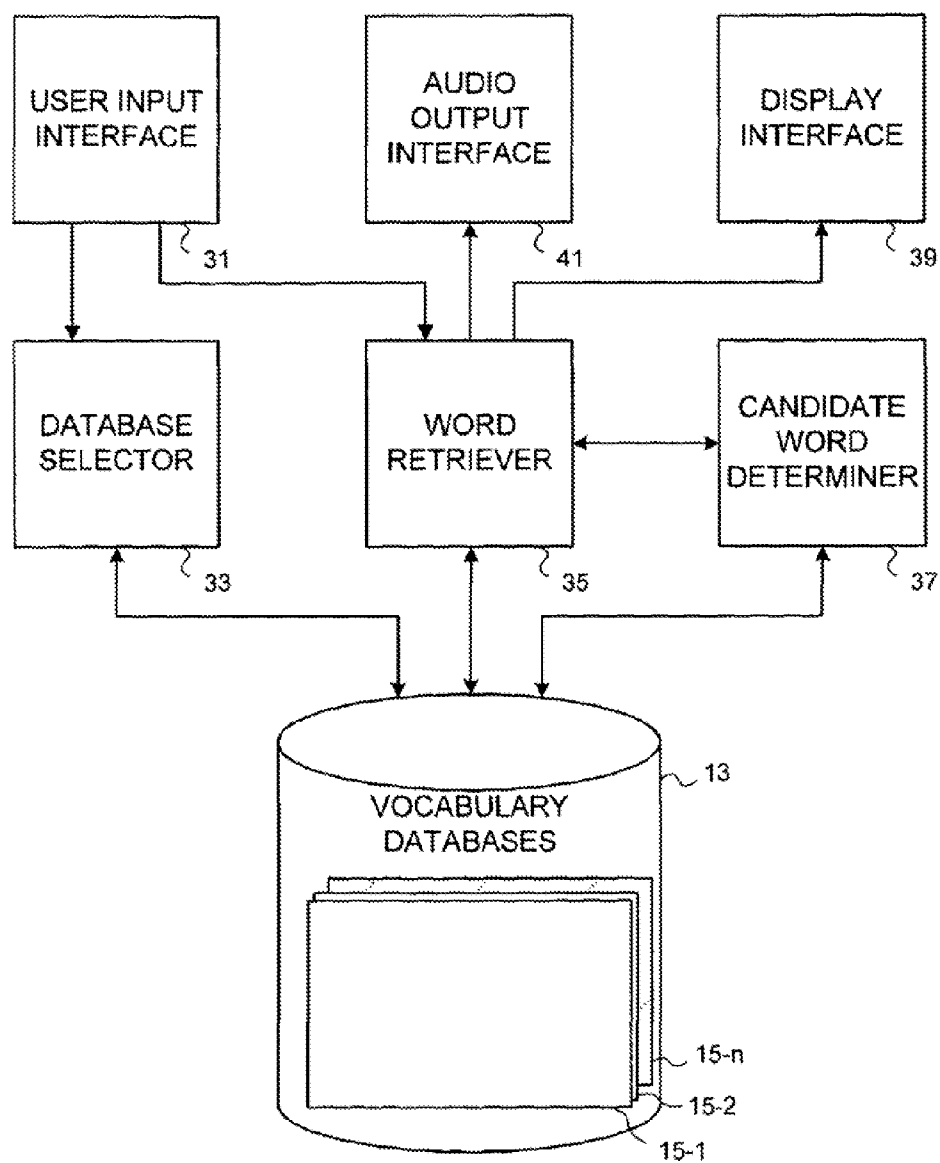 USER INPUT
INTERFACE
31
AUDIO
OUTPUT
INTERFACE
41
DISPLAY
INTERFACE
39
DATABASE
SELECTOR
33
WORD
RETRIEVER
35
CANDIDATE
WORD
DETERMINER
37
13
VOCABULARY
DATABASES
15-n
15-2
15-1